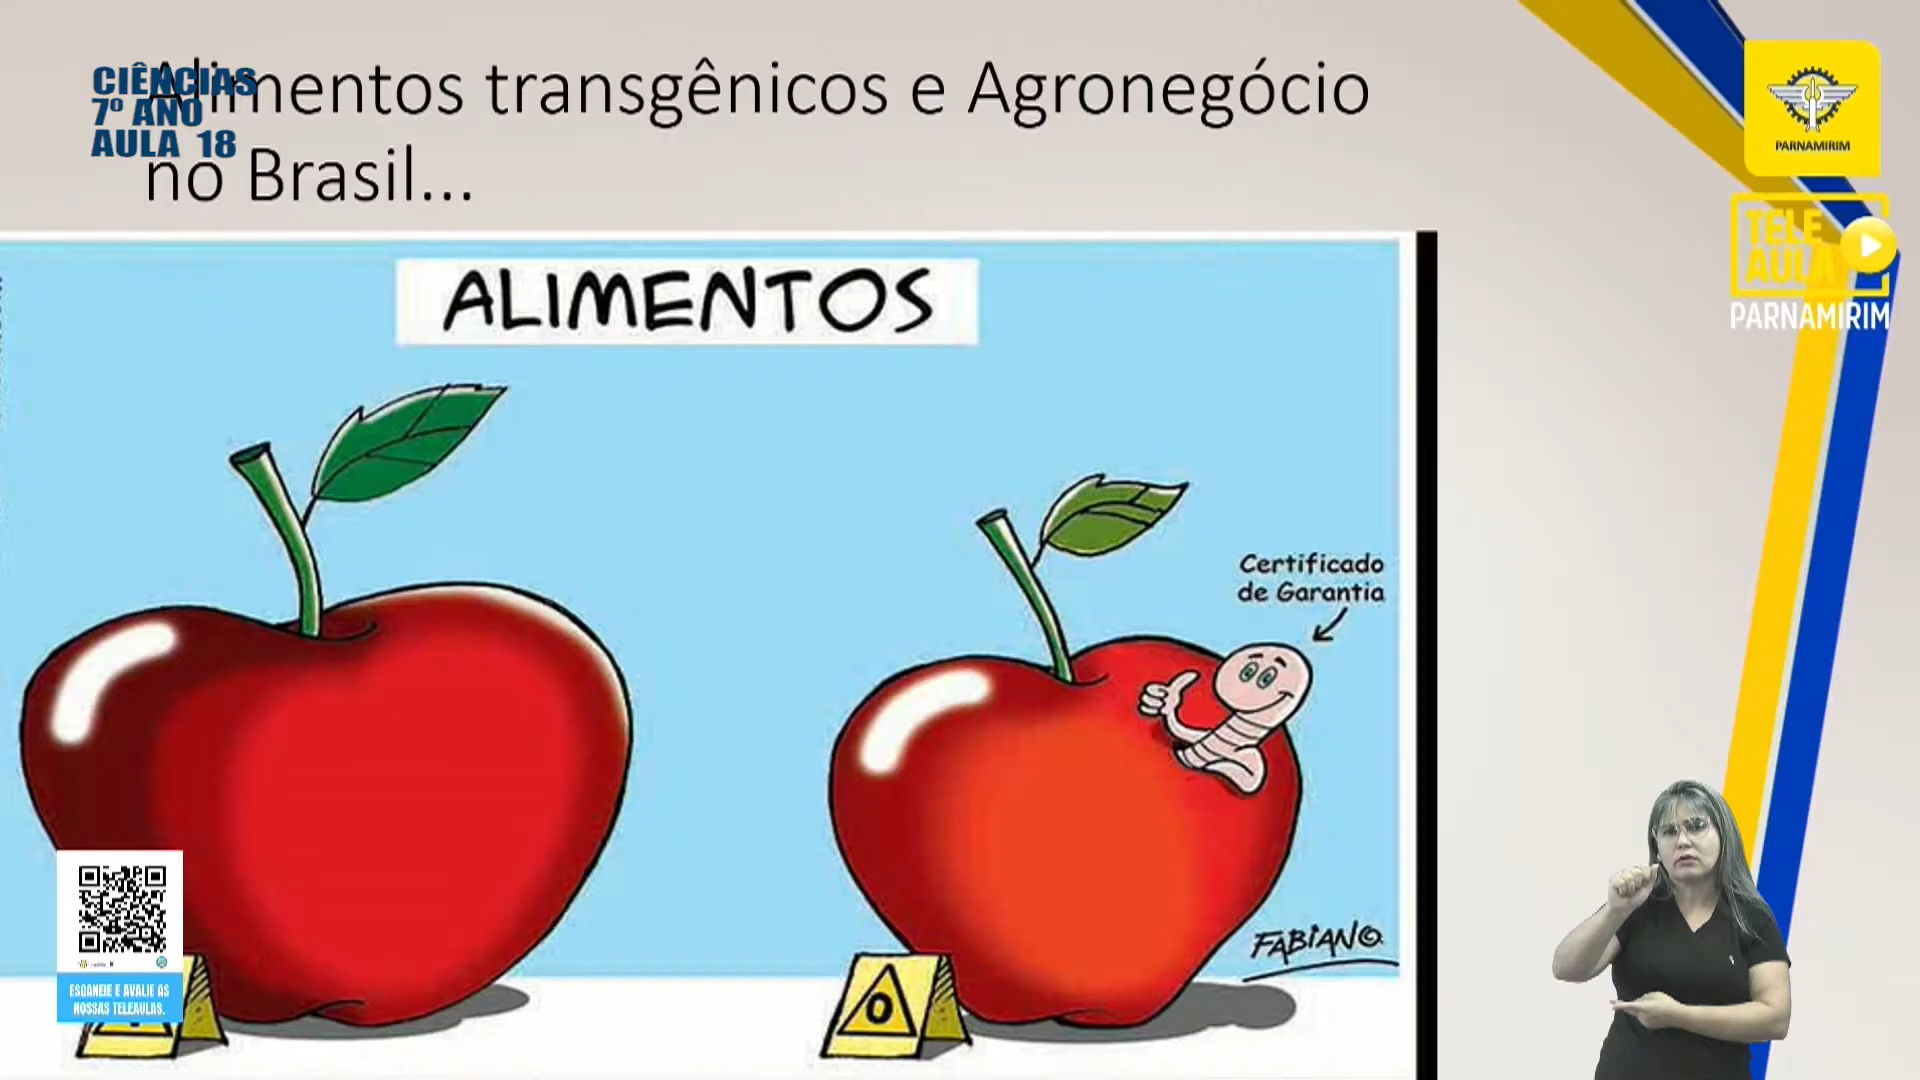 CIÊNCIAS
7º ANO
AULA 18
Alimentos transgênicos e Agronegócio
no Brasil...
PARNAMIRIM
TELE
AULA
PARNAMIRIM
ALIMENTOS
Certificado
de Garantia
FABIANO.
O
ESCANEIE E AVALIE AS
NOSSAS TELEAULAS.